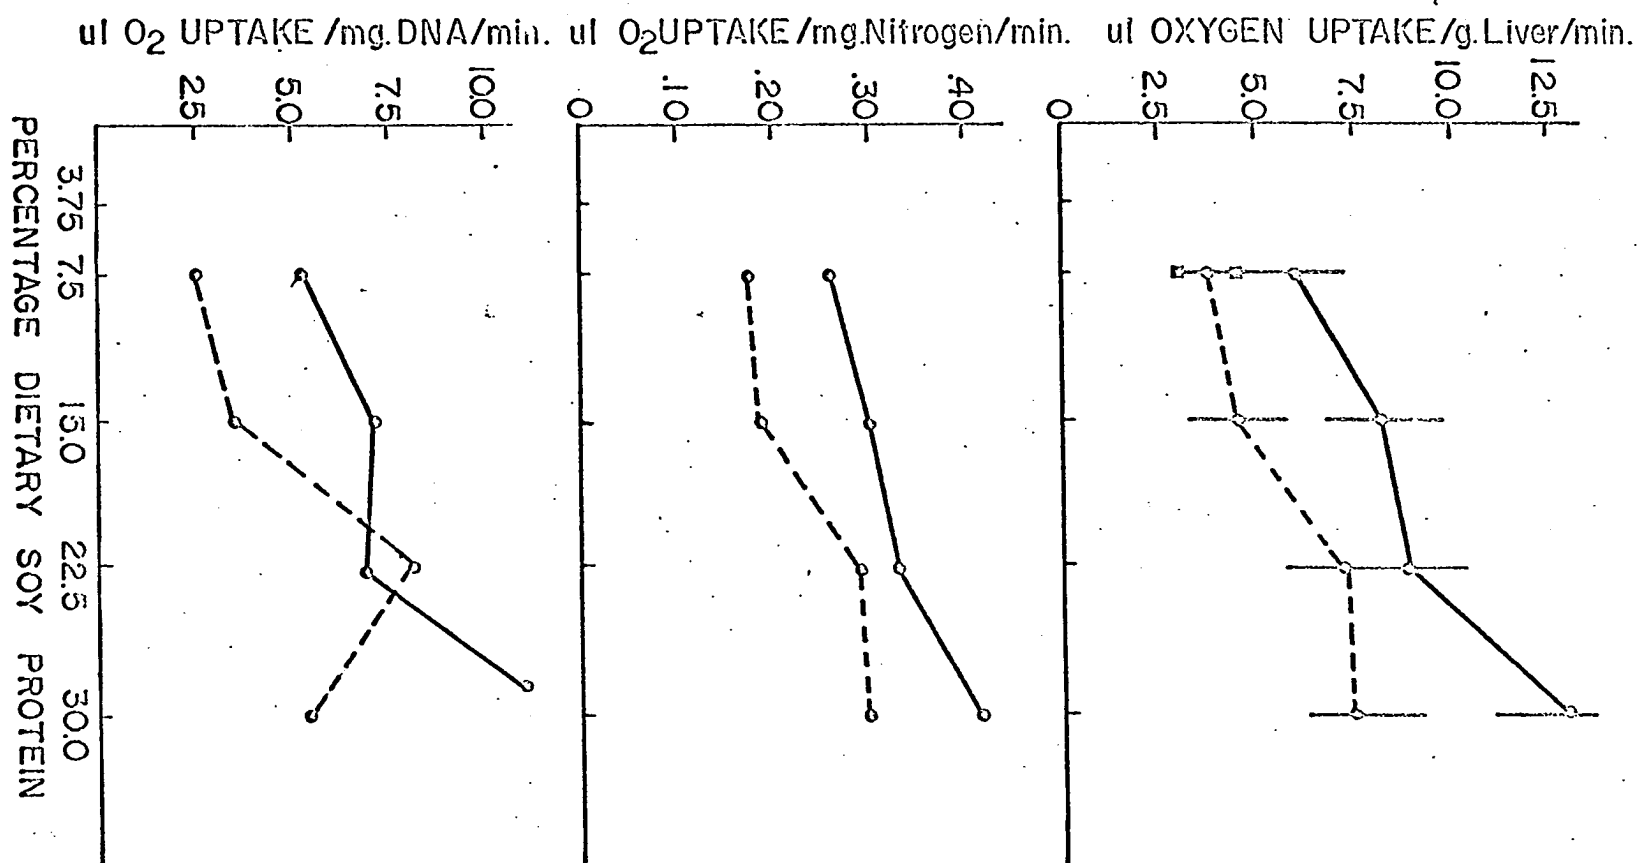 ul O2 UPTAKE /mg. DNA/min.
2.5 5.0 7.5 10.0
ul O2UPTAKE /mg.Nitrogen/min.
0 .10 .20 .30 .40
ul OXYGEN UPTAKE/g.Liver/min.
0 2.5 5.0 7.5 10.0 12.5
3.75 7.5 15.0 22.5 30.0
PERCENTAGE DIETARY SOY PROTEIN